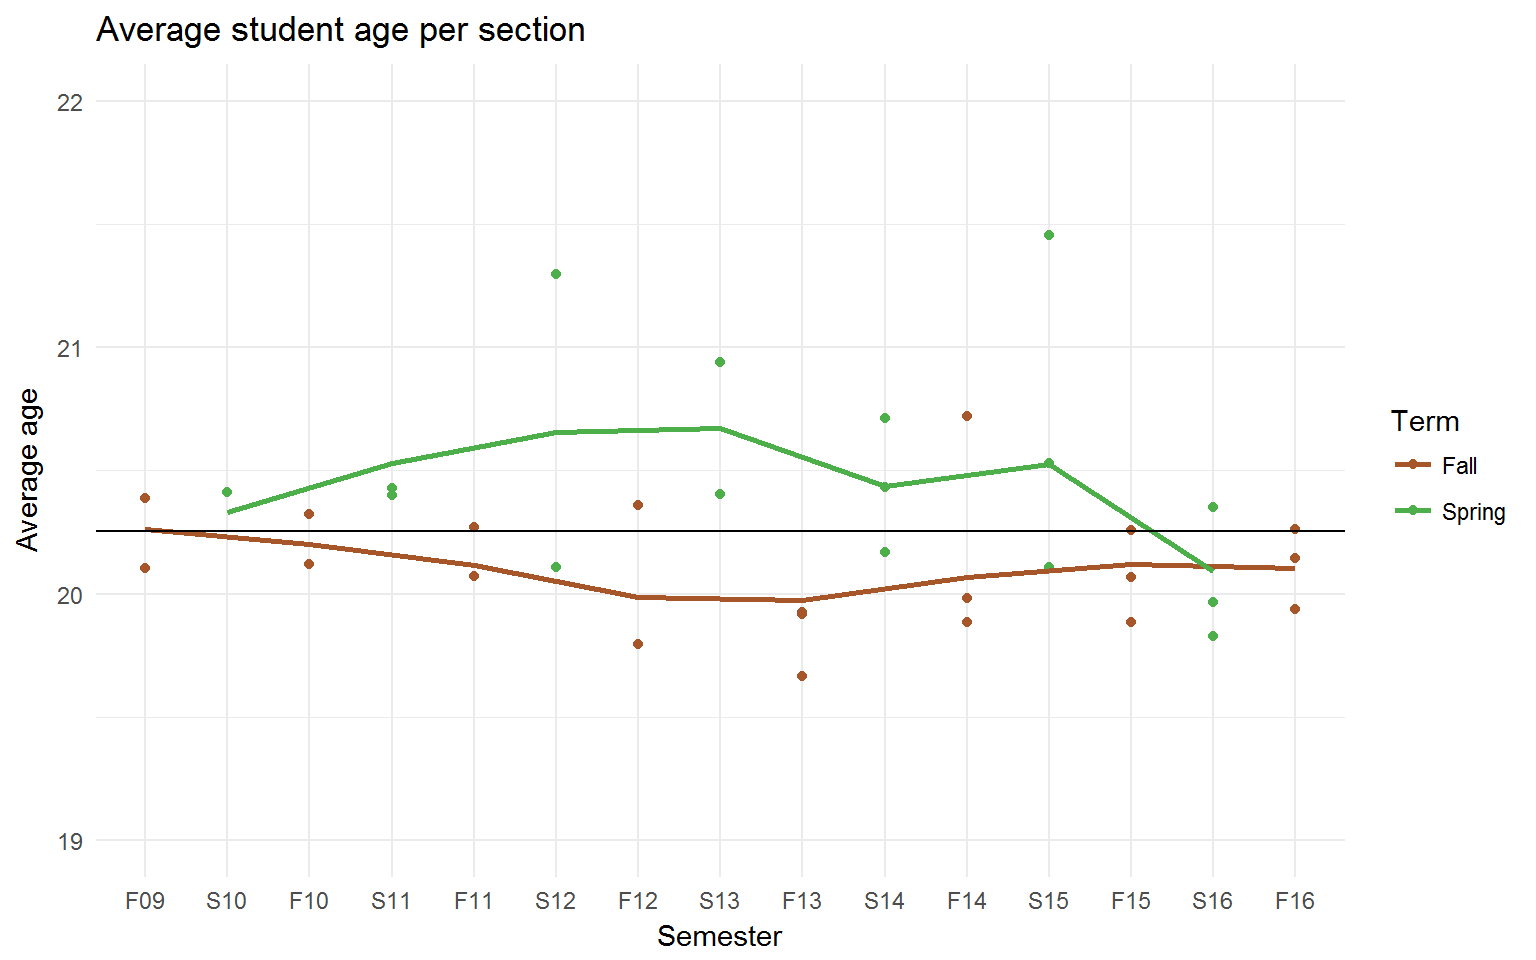 Average student age per section
22
21
20
19
Average age
F09 S10 F10 S11 F11 S12 F12 S13 F13 S14 F14 S15 F15 S16 F16
Semester
Term
Fall
Spring